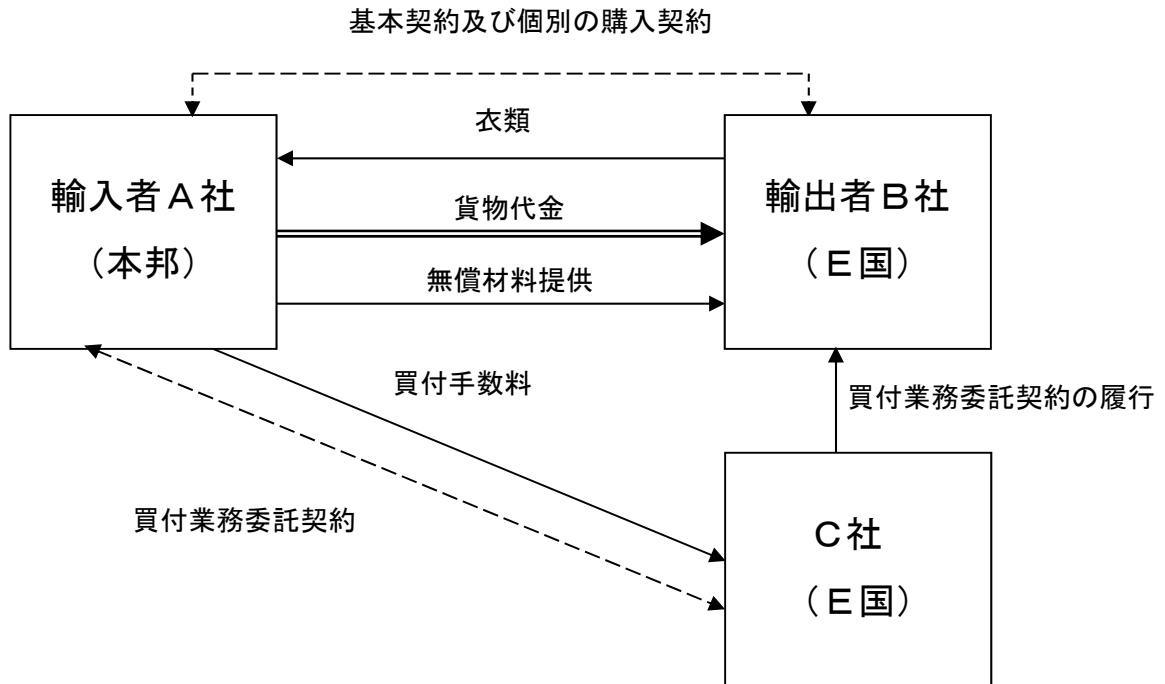 基本契約及び個別の購入契約
衣類
輸入者Ａ社
（本邦）
貨物代金
無償材料提供
輸出者Ｂ社
（Ｅ国）
買付手数料
買付業務委託契約の履行
買付業務委託契約
Ｃ社
（Ｅ国）